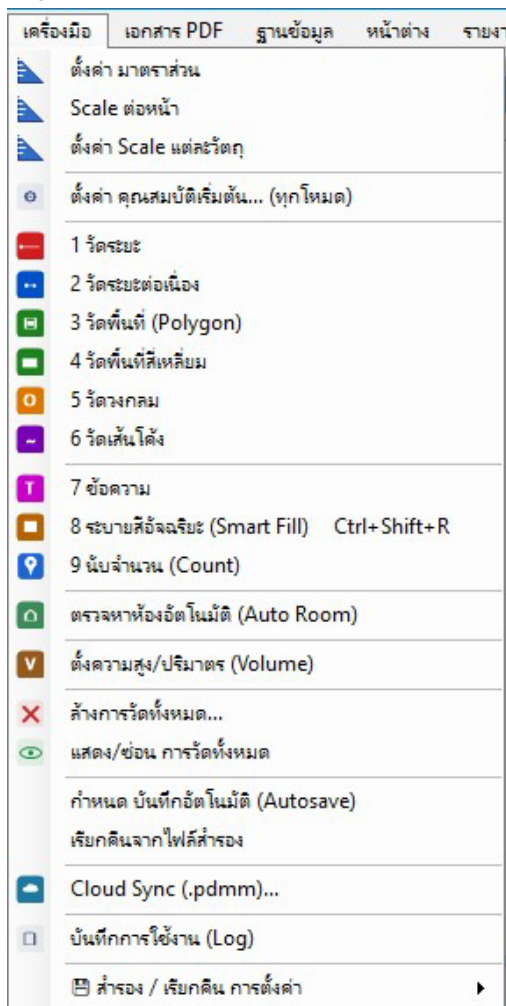 เครื่องมือ เอกสาร PDF ฐานข้อมูล หน้าต่าง รายงา
ตั้งค่า มาตราส่วน
Scale ต่อหน้า
ตั้งค่า Scale แต่ละวัตถุ
ตั้งค่า คุณสมบัติเริ่มต้น... (ทุกโหมด)
1 วัดระยะ
2 วัดระยะต่อเนื่อง
3 วัดพื้นที่ (Polygon)
4 วัดพื้นที่สี่เหลี่ยม
5 วัดวงกลม
6 วัดเส้นโค้ง
T 7 ข้อความ
8 ระบายสีอัจฉริยะ (Smart Fill) Ctrl+Shift+R
9 นับจำนวน (Count)
ตรวจหาห้องอัตโนมัติ (Auto Room)
V ตั้งความสูง/ปริมาตร (Volume)
ล้างการวัดทั้งหมด...
แสดง/ซ่อน การวัดทั้งหมด
กำหนด บันทึกอัตโนมัติ (Autosave)
เรียกคืนจากไฟล์สำรอง
Cloud Sync (.pdmm)...
บันทึกการใช้งาน (Log)
สำรอง / เรียกคืน การตั้งค่า